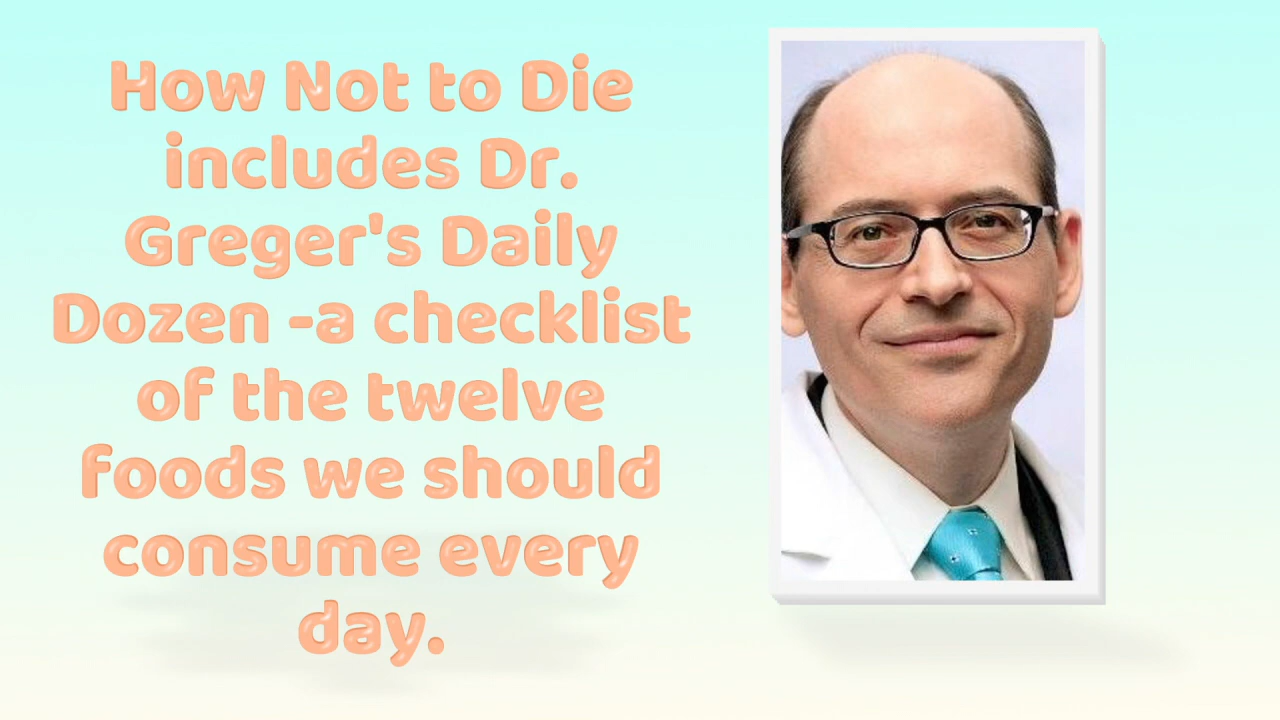 How Not to Die
includes Dr.
Greger's Daily
Dozen -a checklist
of the twelve
foods we should
consume every
day.